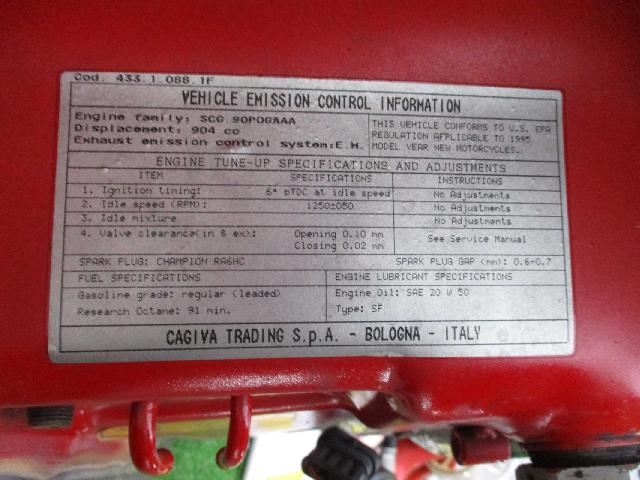 Cod. 433.1.088.1F
VEHICLE EMISSION CONTROL INFORMATION
Engine family: SCG.90POGAAA
Displacement: 904 cc
Exhaust emission control system:E.M.
THIS VEHICLE CONFORMS TO U.S. EPA
REGULATION APPLICABLE TO 1995
MODEL YEAR NEW MOTORCYCLES.
ENGINE TUNE-UP SPECIFICATIONS AND ADJUSTMENTS
ITEM SPECIFICATIONS INSTRUCTIONS
1. Ignition timing: 6° bTDC at idle speed No Adjustments
2. Idle speed (RPM): 1250±050 No Adjustments
3. Idle mixture No Adjustments
4. Valve clearance(in & ex): Opening 0.10 mm
Closing 0.02 mm
See Service Manual
SPARK PLUG: CHAMPION RA6HC SPARK PLUG GAP (mm): 0.6÷0.7
FUEL SPECIFICATIONS
Gasoline grade: regular (leaded)
Research Octane: 91 min.
ENGINE LUBRICANT SPECIFICATIONS
Engine Oil: SAE 20 W 50
Type: SF
CAGIVA TRADING S.p.A. - BOLOGNA - ITALY